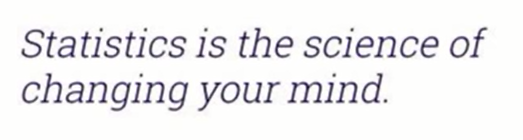 Statistics is the science of
changing your mind.